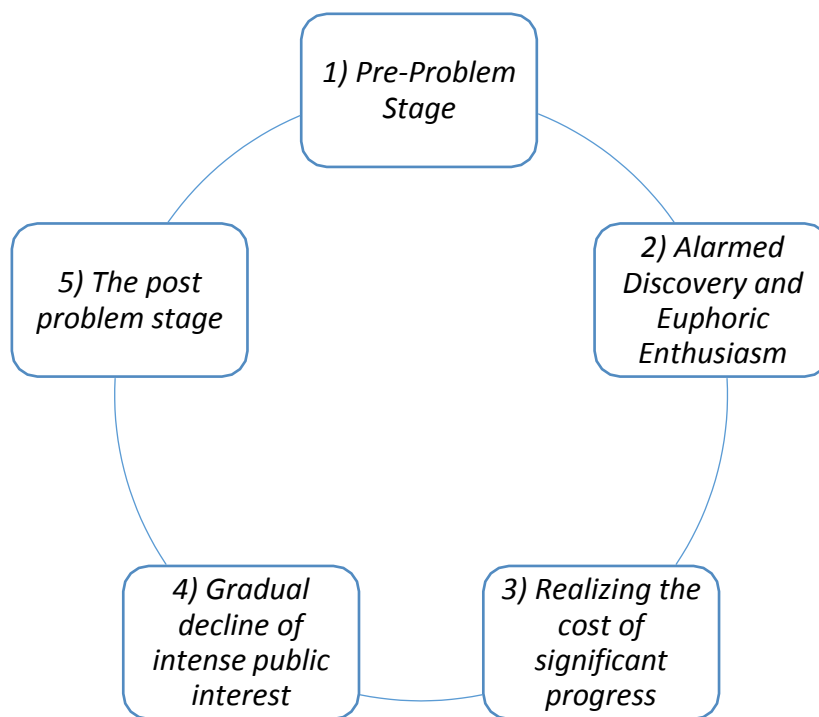 1) Pre-Problem
Stage
2) Alarmed
Discovery and
Euphoric
Enthusiasm
3) Realizing the
cost of
significant
progress
4) Gradual
decline of
intense public
interest
5) The post
problem stage